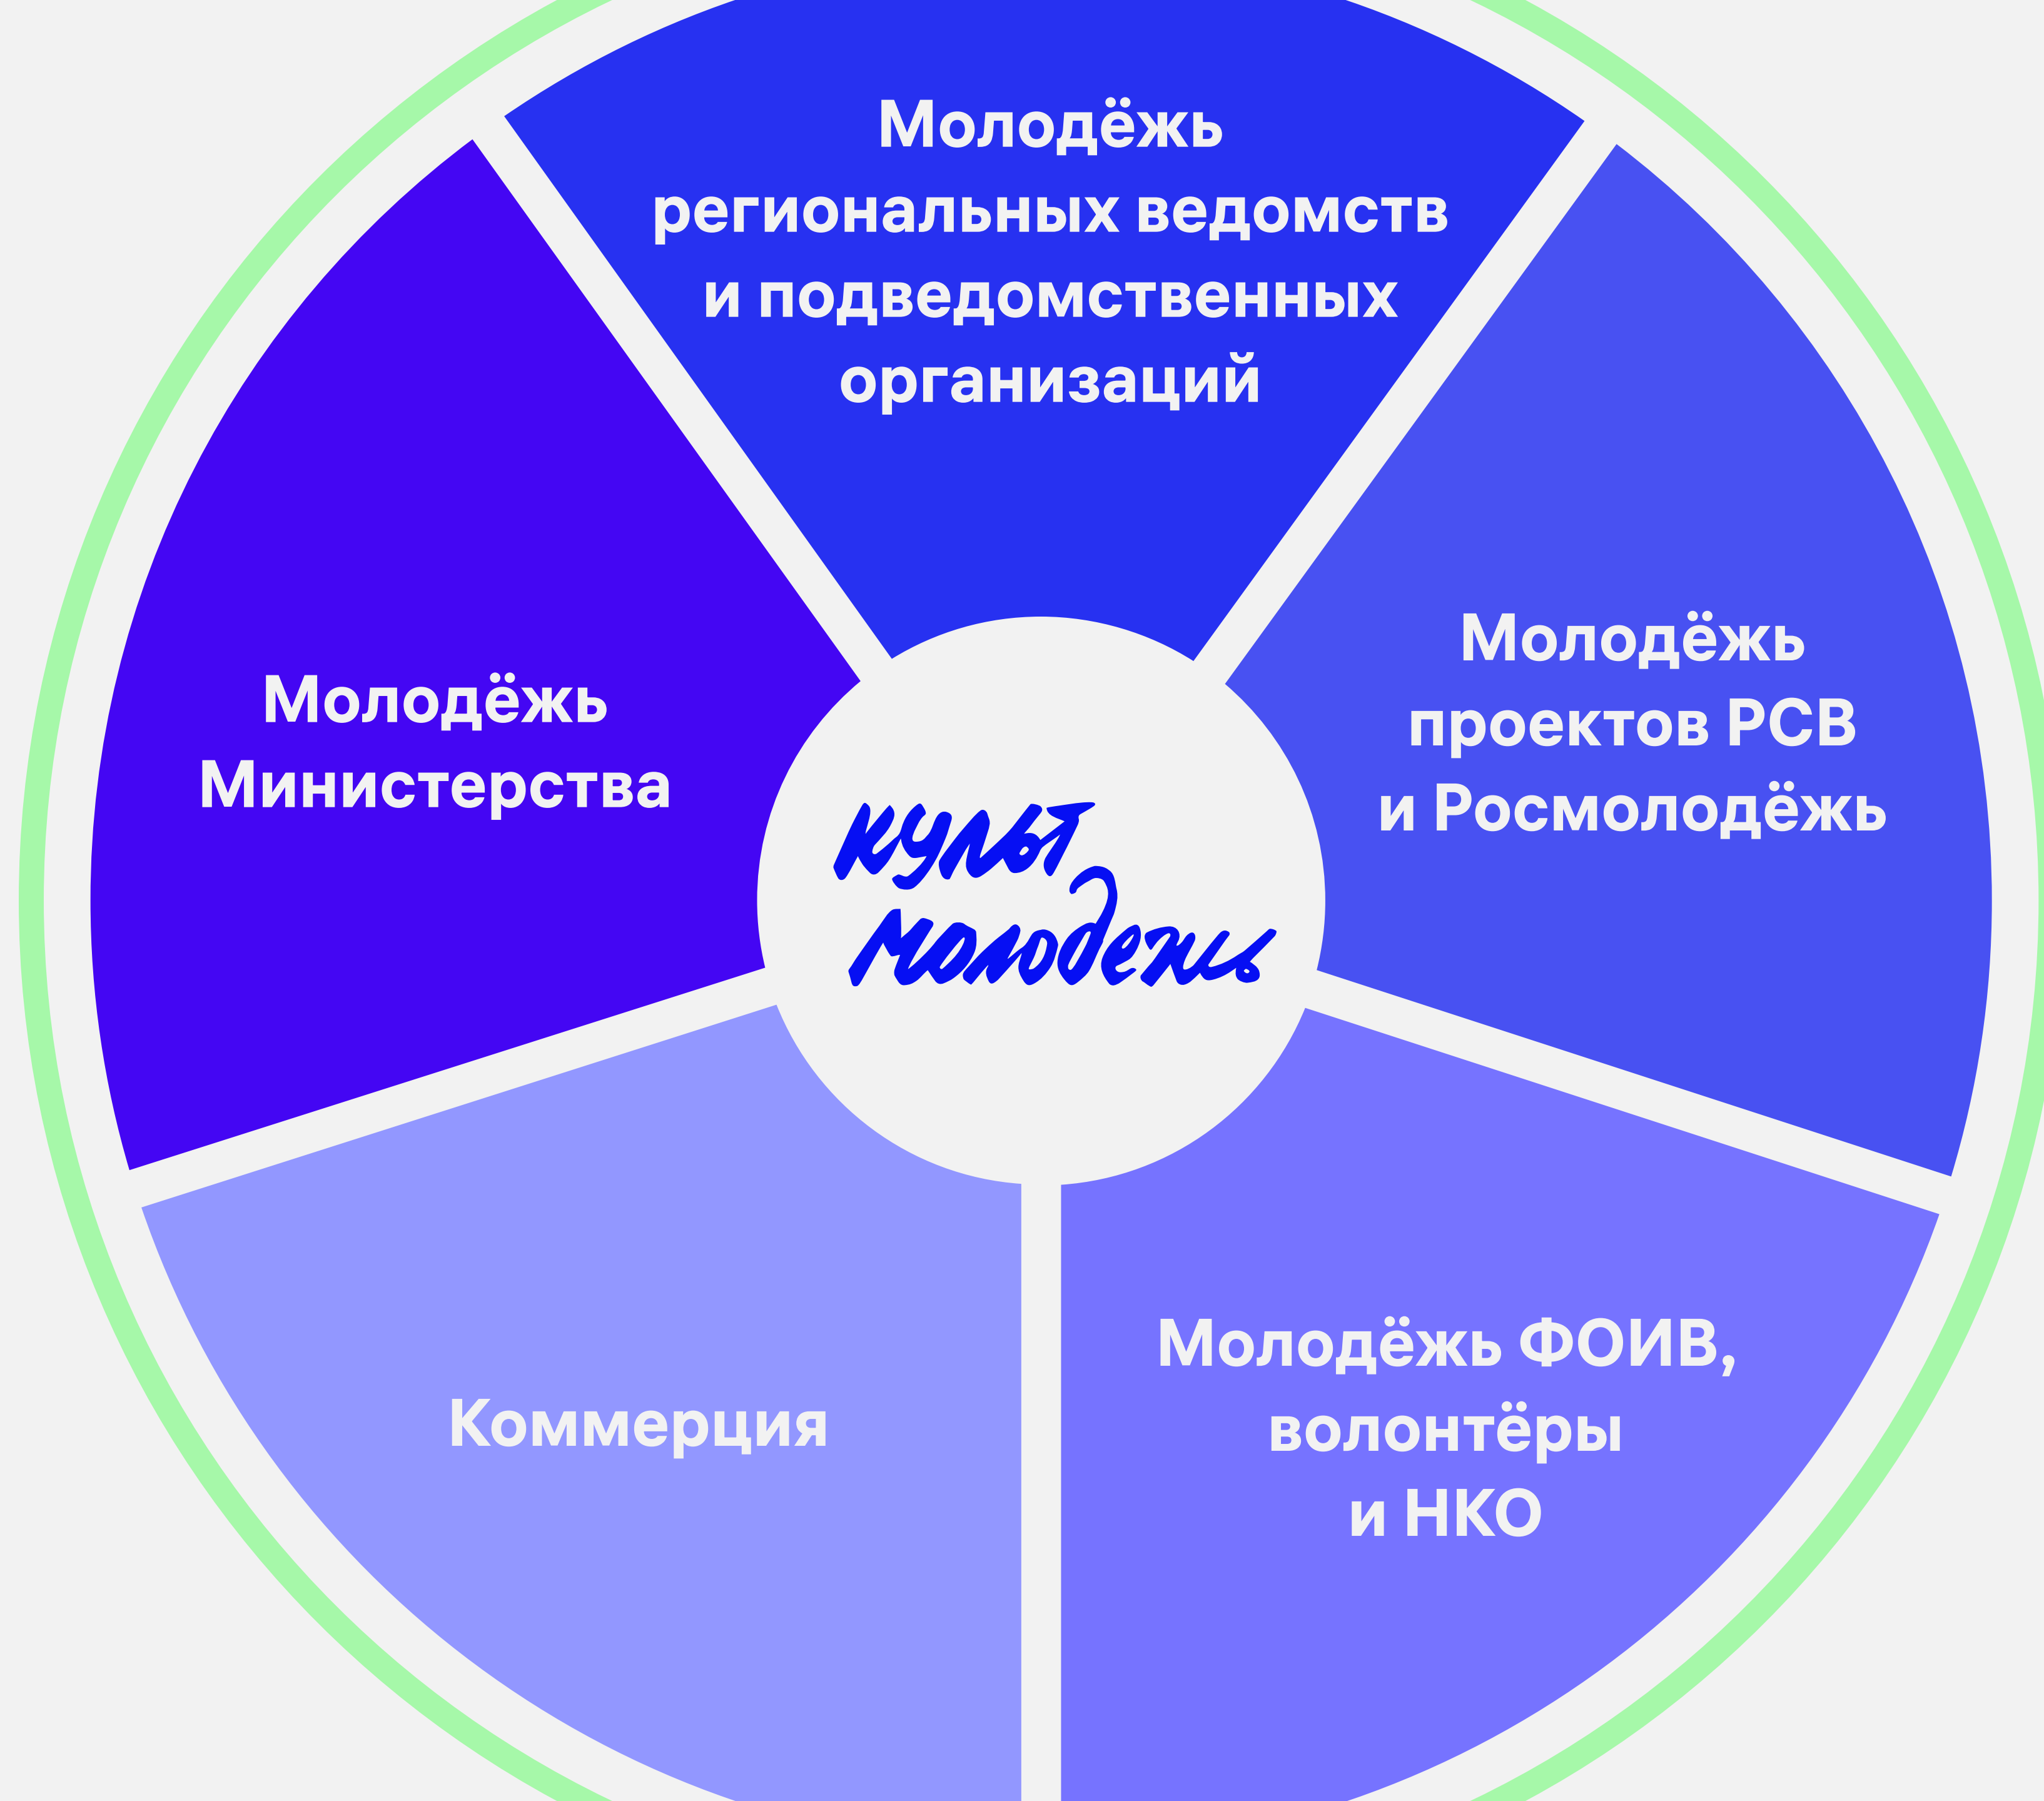 Молодёжь
региональных ведомств
и подведомственных
организаций
Молодёжь
Министерства
Молодёжь
проектов РСВ
и Росмолодёжь
культ
молодежь
Коммерция
Молодёжь ФОИВ,
волонтёры
и НКО